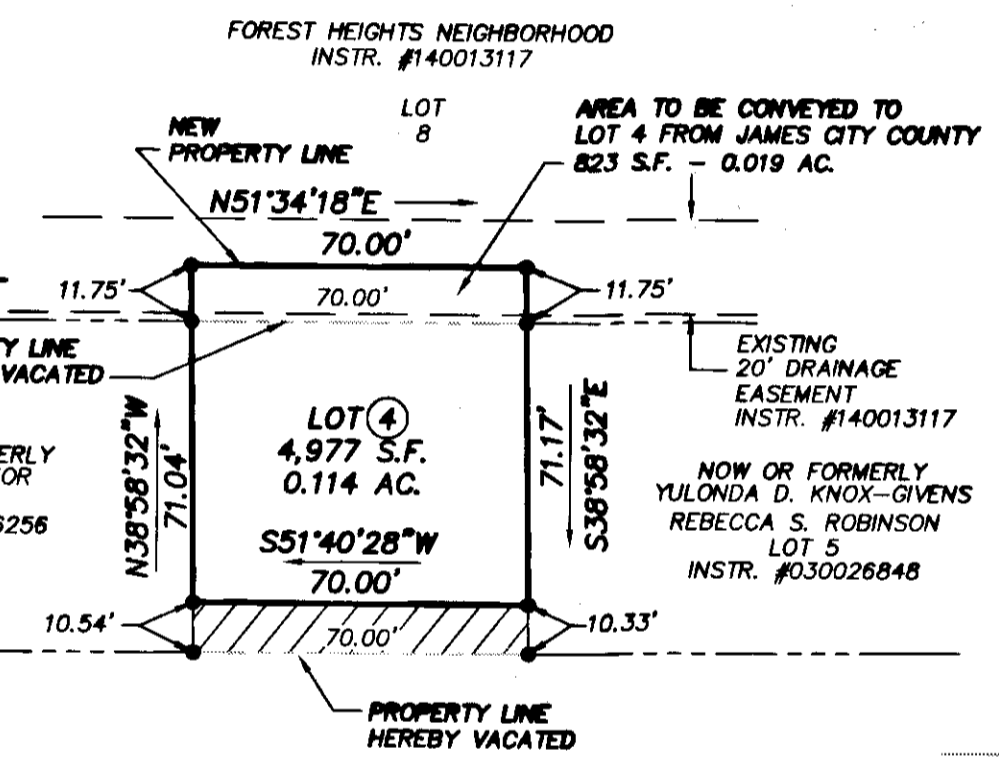 FOREST HEIGHTS NEIGHBORHOOD
INSTR. #140013117
LOT
8
NEW
PROPERTY LINE
AREA TO BE CONVEYED TO
LOT 4 FROM JAMES CITY COUNTY
823 S.F. - 0.019 AC.
N51°34'18"E
70.00'
11.75'
70.00'
11.75'
Y LINE
VACATED
EXISTING
20' DRAINAGE
EASEMENT
INSTR. #140013117
LOT 4
4,977 S.F.
0.114 AC.
N38°58'32"W
71.04'
71.17'
S38°58'32"E
ERLY
OR
6256
NOW OR FORMERLY
YULONDA D. KNOX-GIVENS
REBECCA S. ROBINSON
LOT 5
INSTR. #030026848
S51°40'28"W
70.00'
10.54'
70.00'
10.33'
PROPERTY LINE
HEREBY VACATED